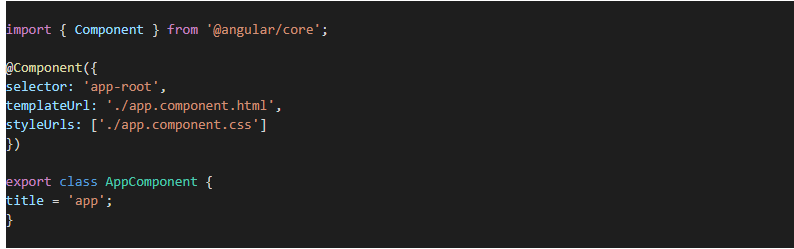 import { Component } from '@angular/core';
@Component({
selector: 'app-root',
templateUrl: './app.component.html',
styleUrls: ['./app.component.css']
})
export class AppComponent {
title = 'app';
}